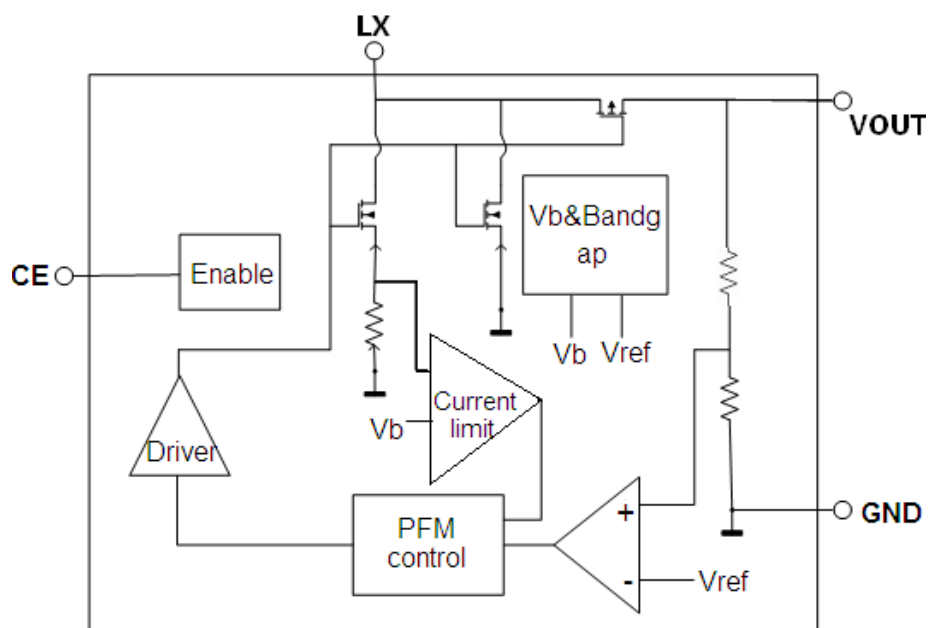 LX
VOUT
Vb&Bandg
ap
CE
Enable
Vb
Vref
Current
limit
Vb
Driver
PFM
control
+
-
GND
Vref